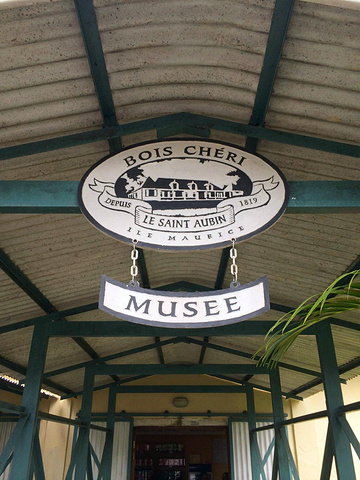 BOIS CHÉRI
DEPUIS 1819
LE SAINT AUBIN
ILE MAURICE
MUSEE